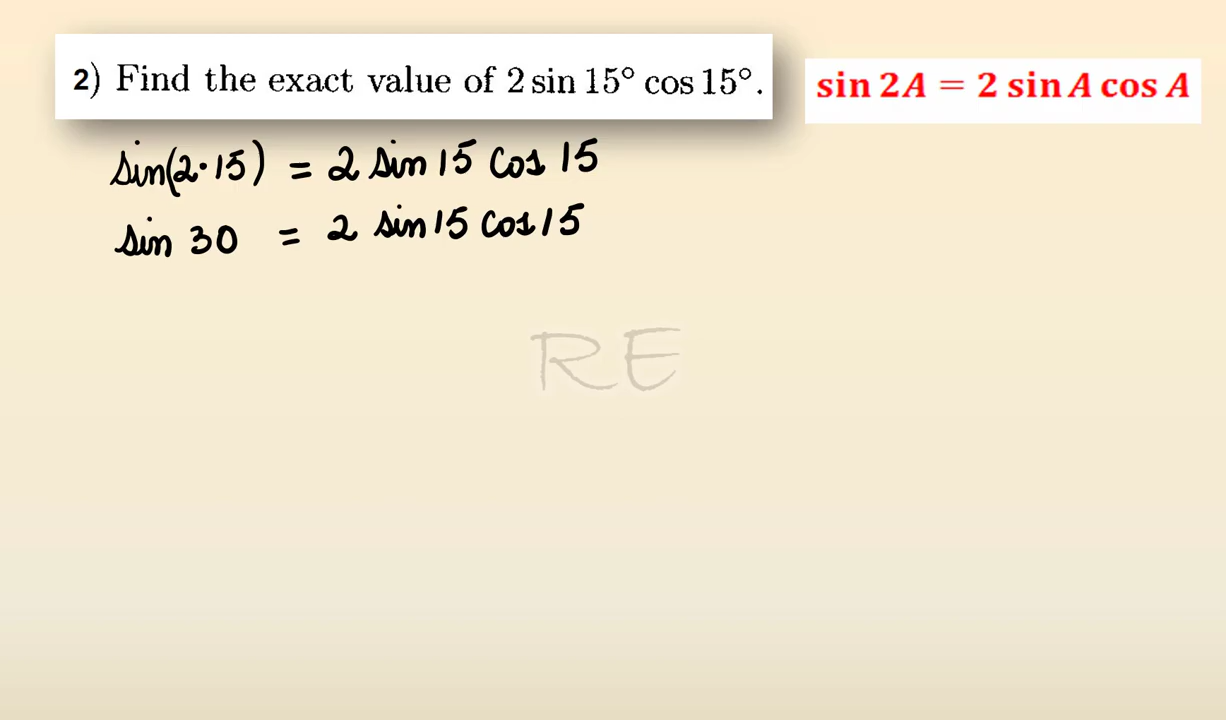 2) Find the exact value of 2 sin 15° cos 15°.
sin 2A = 2 sin A cos A
sin(2·15) = 2 sin 15 cos 15
sin 30 = 2 sin 15 cos 15
RE